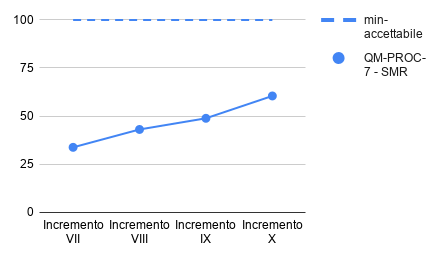 100
75
50
25
0
Incremento
VII
Incremento
VIII
Incremento
IX
Incremento
X
min-
accettabile
QM-PROC-
7 - SMR